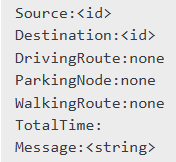 Source:<id>
Destination:<id>
DrivingRoute:none
ParkingNode:none
WalkingRoute:none
TotalTime:
Message:<string>